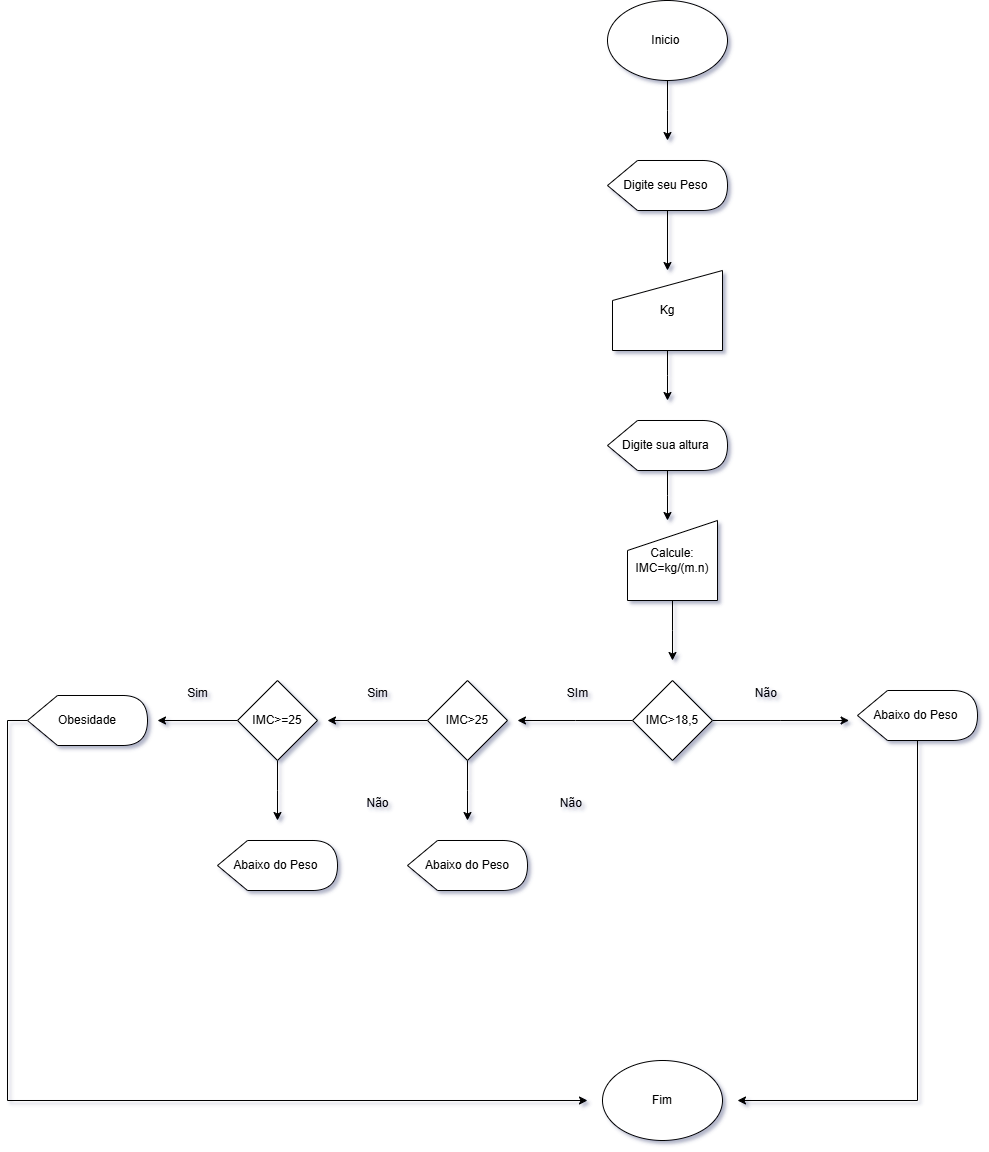 Inicio
Digite seu Peso
Kg
Digite sua altura
Calcule:
IMC=kg/(m.n)
Sim
Sim
SIm
Não
Obesidade
IMC>=25
IMC>25
IMC>18,5
Abaixo do Peso
Não
Não
Abaixo do Peso
Abaixo do Peso
Fim